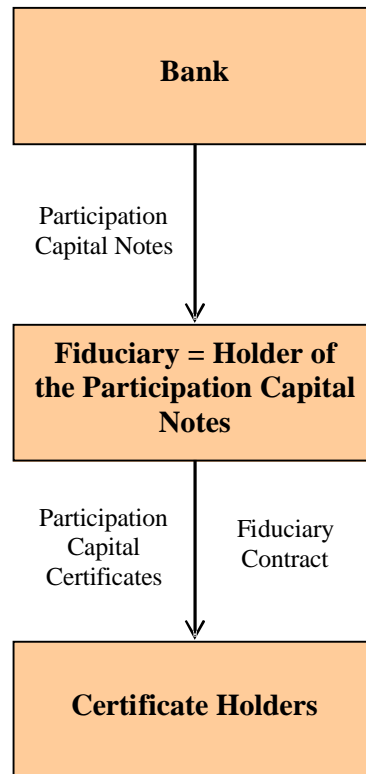 Bank
Participation
Capital Notes
Fiduciary = Holder of
the Participation Capital
Notes
Participation
Capital
Certificates
Fiduciary
Contract
Certificate Holders